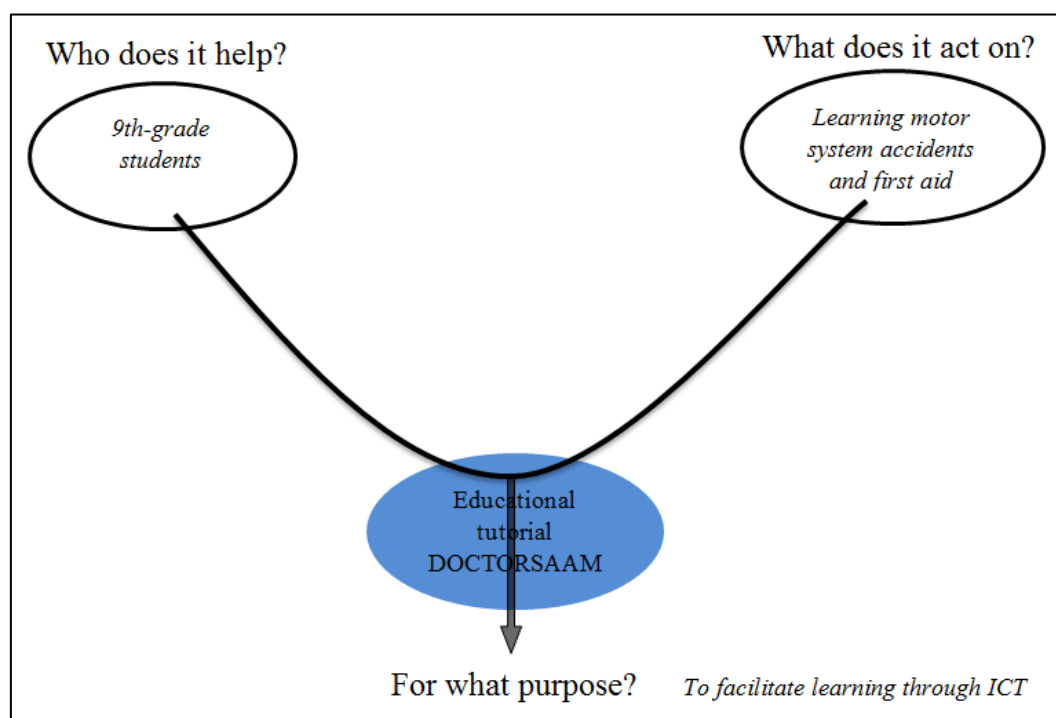 Who does it help?
What does it act on?
9th-grade
students
Learning motor
system accidents
and first aid
Educational
tutorial
DOCTORSAAM
For what purpose?
To facilitate learning through ICT